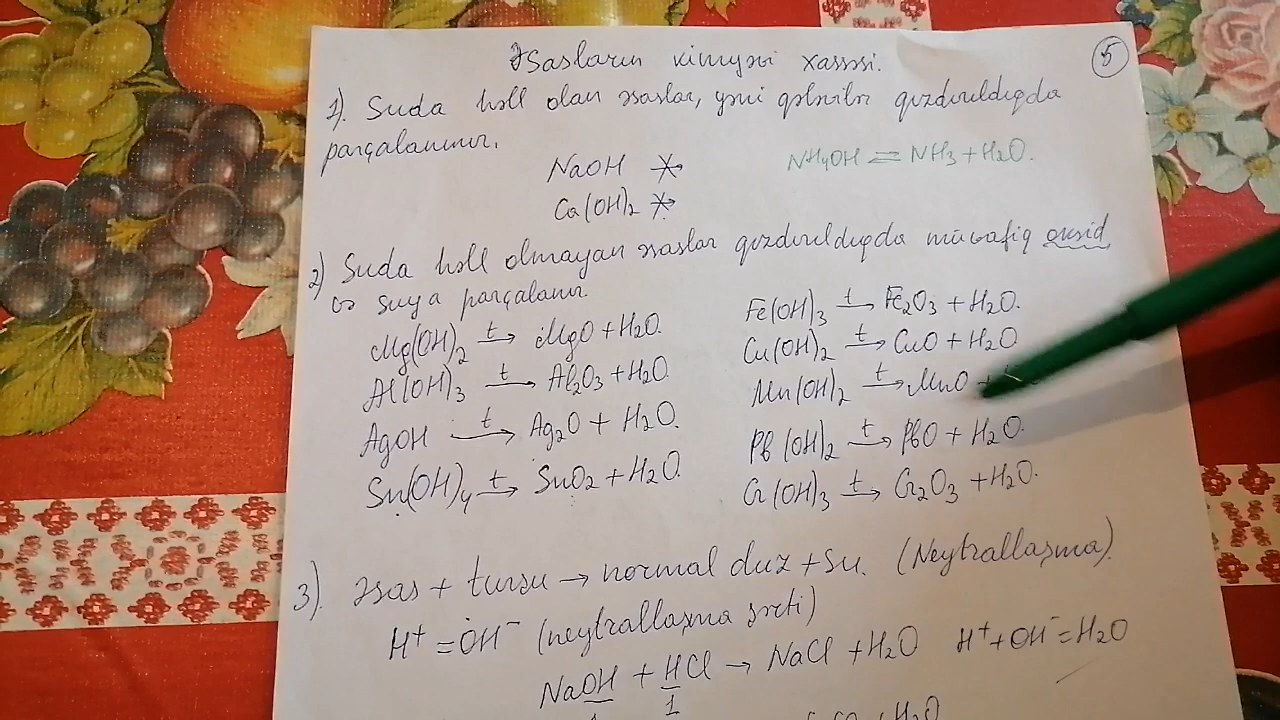 Əsasların kimyəvi xassəsi.
5
1). Suda həll olan əsaslar, yəni qələvilər qızdırıldıqda
parçalanmır.
NaOH
NH4OH ⇌ NH3 + H2O.
Ca(OH)2
2) Suda həll olmayan əsaslar qızdırıldıqda müvafiq oksid
və suya parçalanır.
Mg(OH)2 t→ MgO + H2O.
Al(OH)3 t→ Al2O3 + H2O.
AgOH t→ Ag2O + H2O.
Sn(OH)4 t→ SnO2 + H2O.
Fe(OH)3 t→ Fe2O3 + H2O.
Cu(OH)2 t→ CuO + H2O
Mn(OH)2 t→ MnO +
Pb(OH)2 t→ PbO + H2O.
Cr(OH)3 t→ Cr2O3 + H2O.
3). Əsas + turşu → normal duz + su. (Neytrallaşma).
H+ = OH- (neytrallaşma şərti)
NaOH + HCl → NaCl + H2O H+ + OH- = H2O
1 1